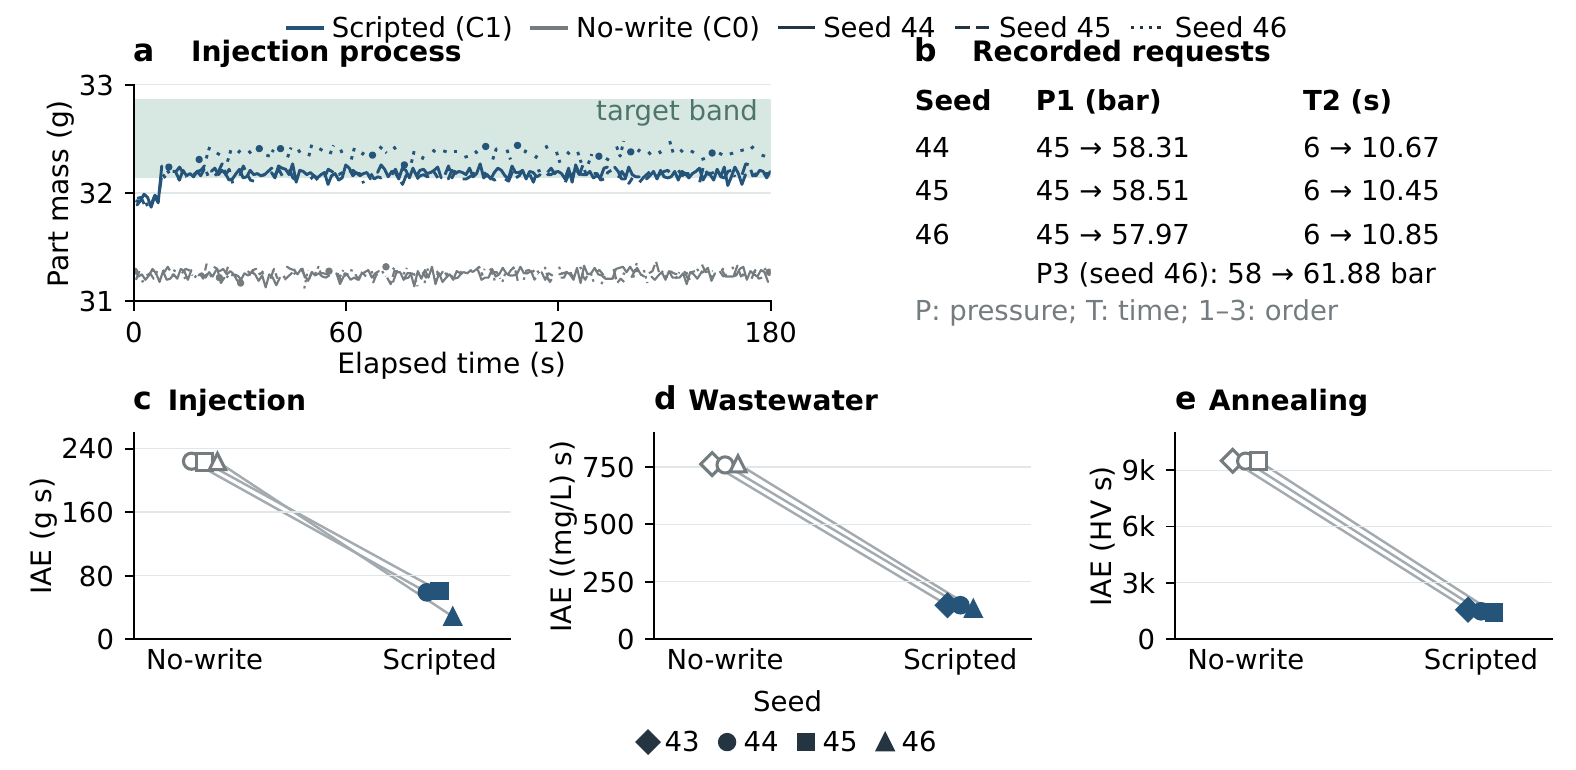 Scripted (C1) No-write (C0) Seed 44 Seed 45 Seed 46
a Injection process
33
32
31
Part mass (g)
target band
0 60 120 180
Elapsed time (s)
b Recorded requests
Seed P1 (bar) T2 (s)
44 45 → 58.31 6 → 10.67
45 45 → 58.51 6 → 10.45
46 45 → 57.97 6 → 10.85
P3 (seed 46): 58 → 61.88 bar
P: pressure; T: time; 1–3: order
c Injection
240
160
80
0
IAE (g s)
No-write Scripted
d Wastewater
750
500
250
0
IAE ((mg/L) s)
No-write Scripted
e Annealing
9k
6k
3k
0
IAE (HV s)
No-write Scripted
Seed
43 44 45 46